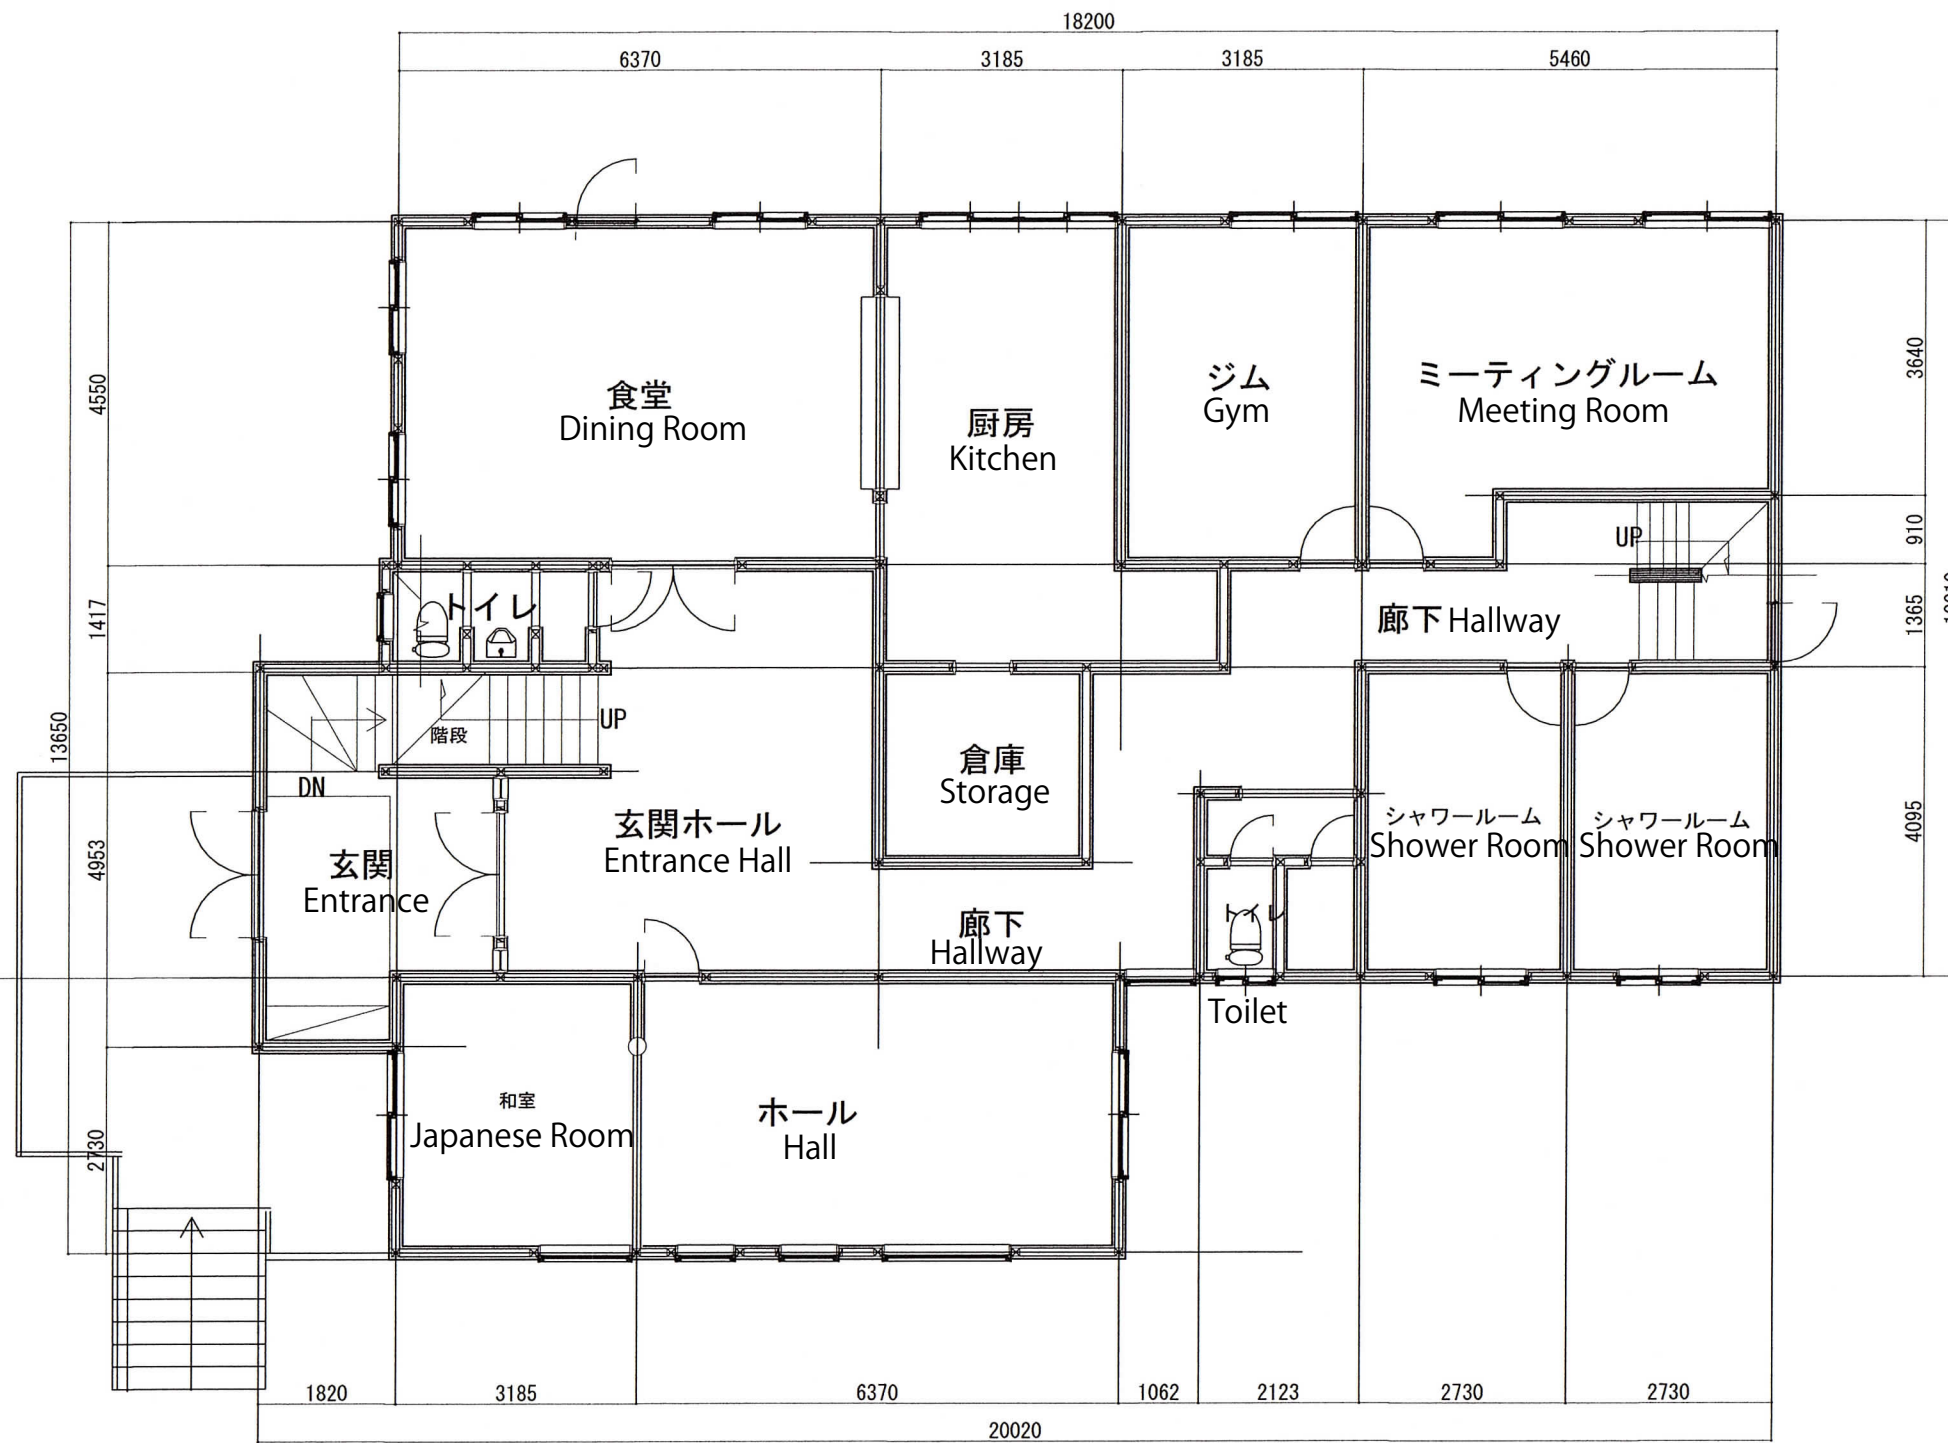 18200
6370
3185
3185
5460
食堂
Dining Room
厨房
Kitchen
ジム
Gym
ミーティングルーム
Meeting Room
4550
3640
910
UP
トイレ
廊下 Hallway
1417
1365
13650
階段
UP
DN
倉庫
Storage
玄関ホール
Entrance Hall
玄関
Entrance
シャワールーム
Shower Room
シャワールーム
Shower Room
4953
4095
トイレ
廊下
Hallway
Toilet
和室
Japanese Room
ホール
Hall
2730
1820
3185
6370
1062
2123
2730
2730
20020